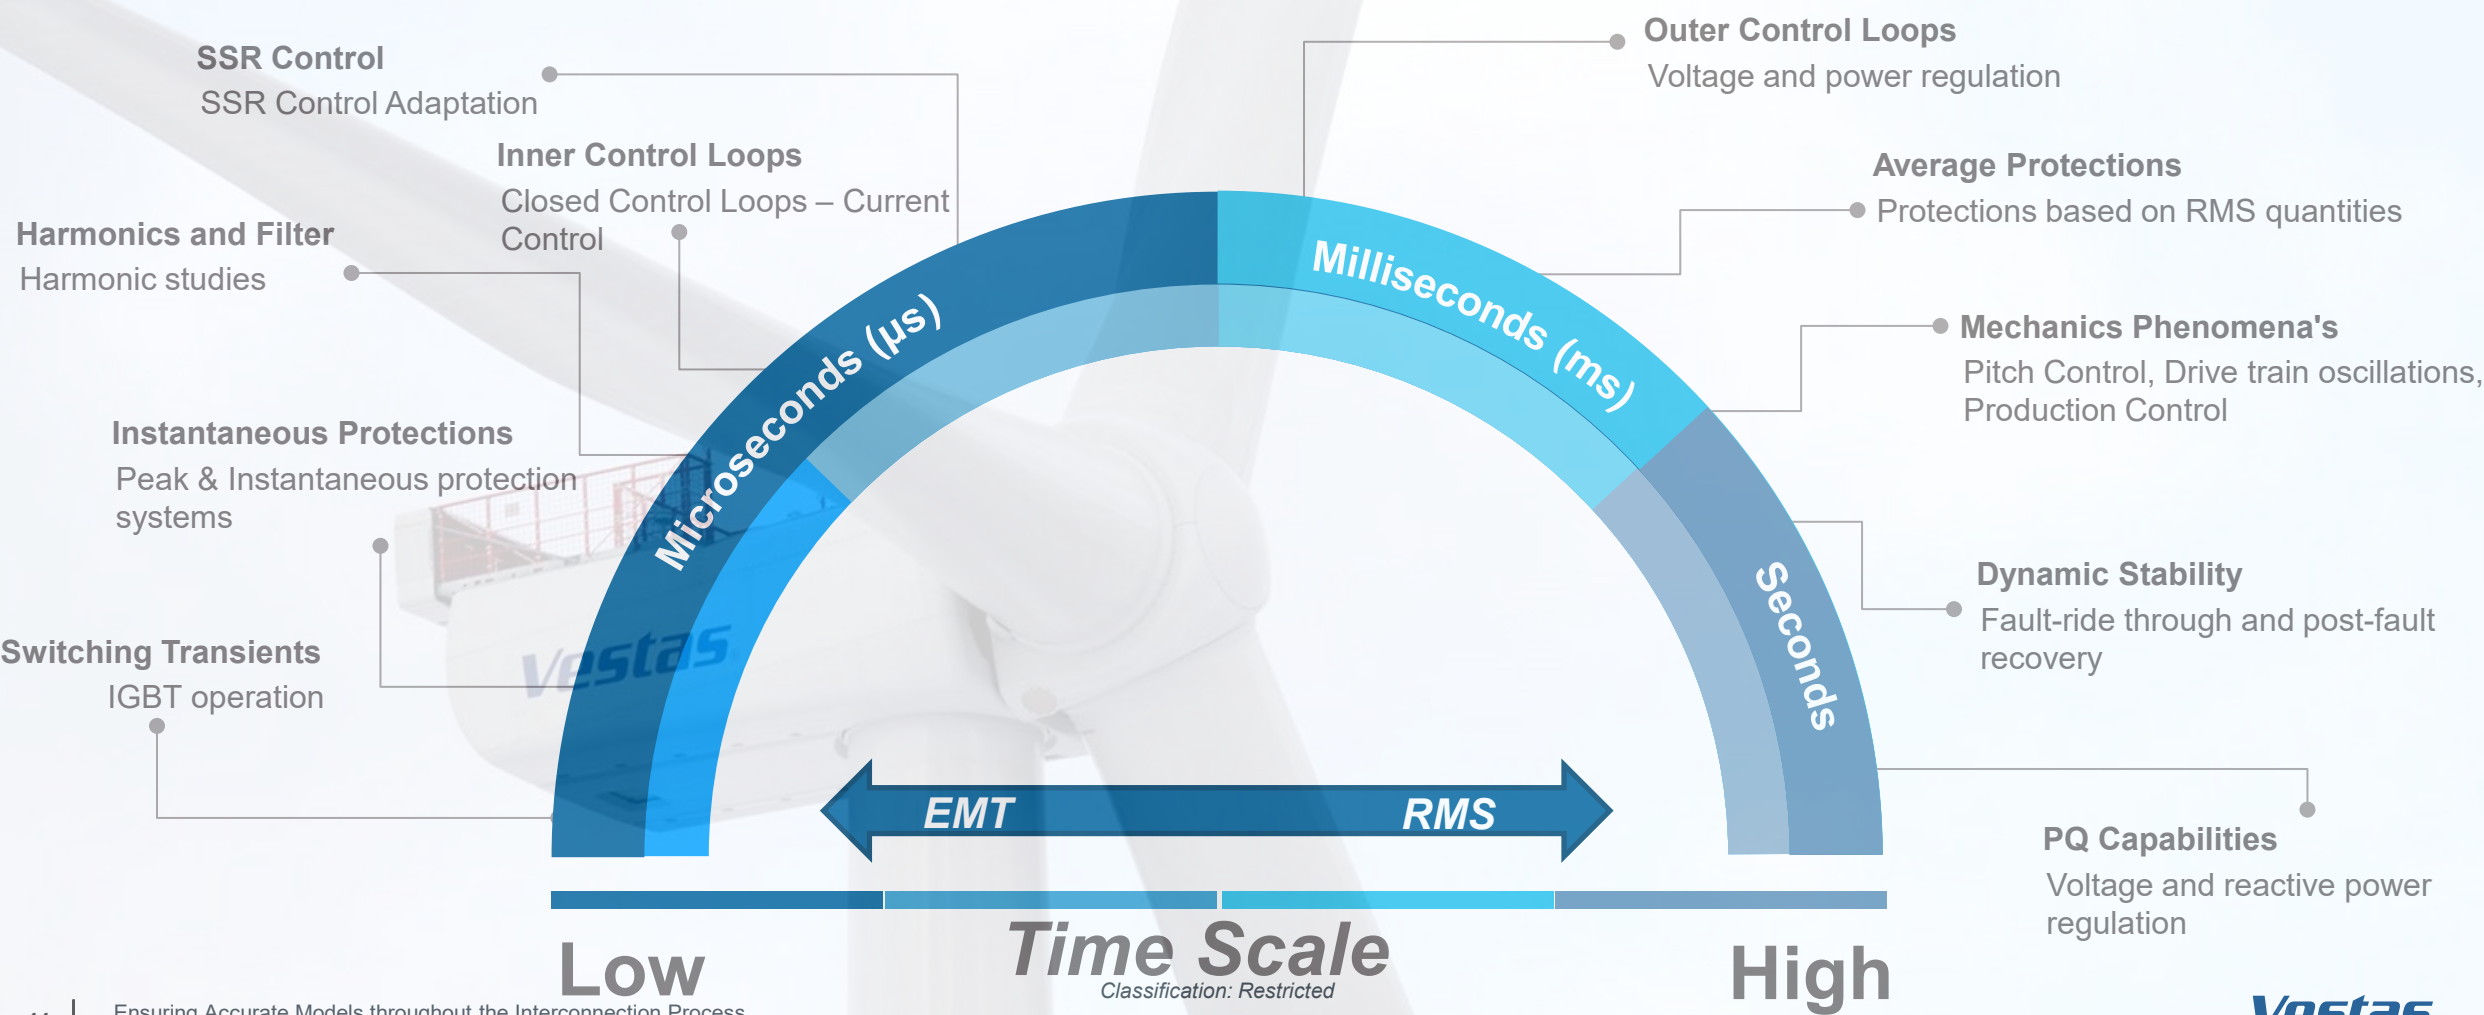 SSR Control
SSR Control Adaptation
Inner Control Loops
Closed Control Loops – Current
Control
Harmonics and Filter
Harmonic studies
Instantaneous Protections
Peak & Instantaneous protection
systems
Switching Transients
IGBT operation
Outer Control Loops
Voltage and power regulation
Average Protections
Protections based on RMS quantities
Mechanics Phenomena's
Pitch Control, Drive train oscillations,
Production Control
Dynamic Stability
Fault-ride through and post-fault
recovery
PQ Capabilities
Voltage and reactive power
regulation
Microseconds (µs)
Milliseconds (ms)
Seconds
Vestas
EMT
RMS
Low
Time Scale
High
Classification: Restricted
Ensuring Accurate Models throughout the Interconnection Process
Vestas